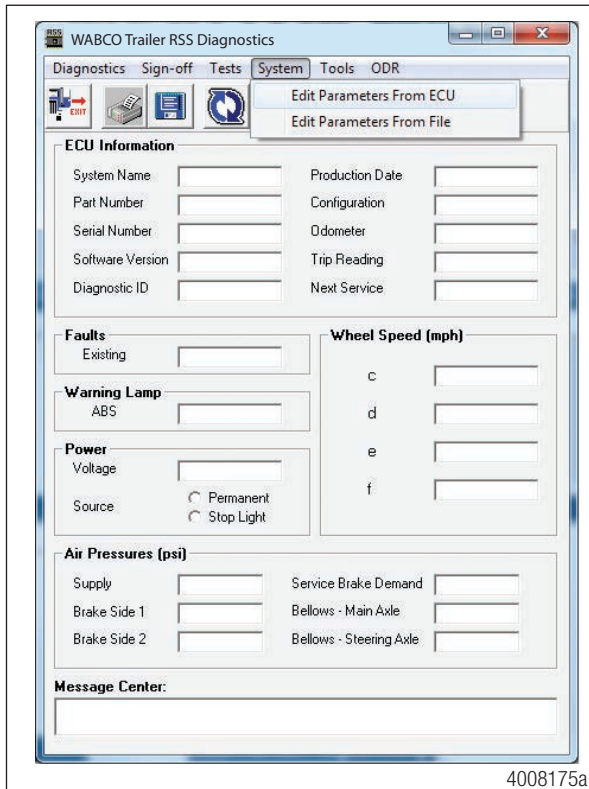 RSS WABCO Trailer RSS Diagnostics
Diagnostics Sign-off Tests System Tools ODR
Edit Parameters From ECU
Edit Parameters From File
EXIT
ECU Information
System Name Production Date
Part Number Configuration
Serial Number Odometer
Software Version Trip Reading
Diagnostic ID Next Service
Faults
Existing
Wheel Speed (mph)
c
d
e
f
Warning Lamp
ABS
Power
Voltage
Source
Permanent
Stop Light
Air Pressures (psi)
Supply Service Brake Demand
Brake Side 1 Bellows - Main Axle
Brake Side 2 Bellows - Steering Axle
Message Center:
4008175a